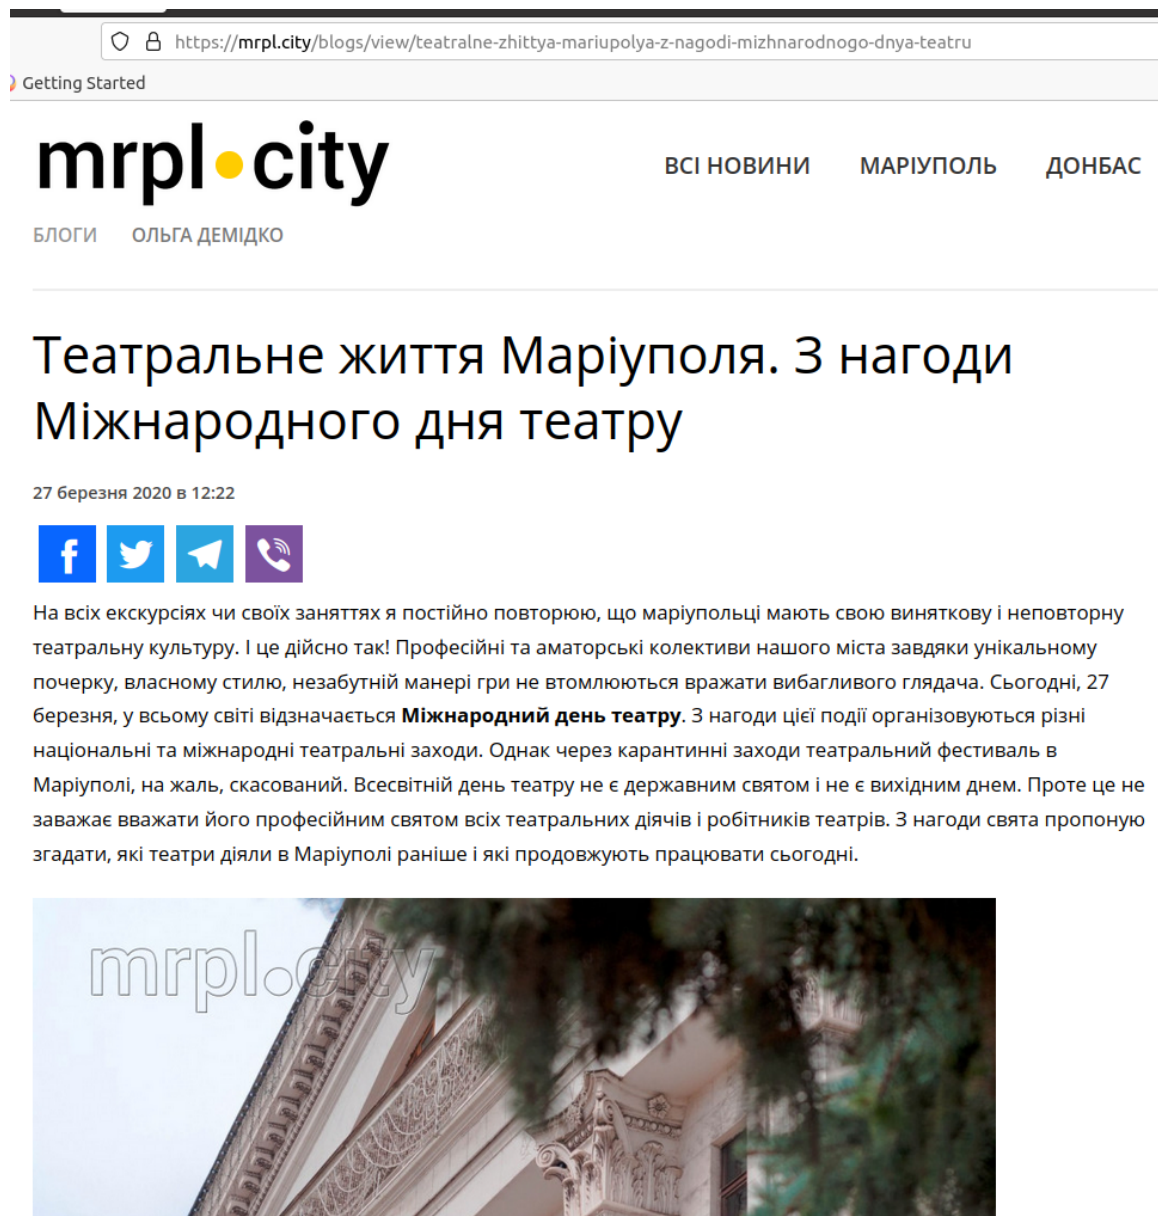 https://mrpl.city/blogs/view/teatralne-zhittya-mariupolya-z-nagodi-mizhnarodnogo-dnya-teatru
Getting Started
mrpl.city
ВСІ НОВИНИ МАРІУПОЛЬ ДОНБАС
БЛОГИ ОЛЬГА ДЕМІДКО
Театральне життя Маріуполя. З нагоди
Міжнародного дня театру
27 березня 2020 в 12:22
На всіх екскурсіях чи своїх заняттях я постійно повторюю, що маріупольці мають свою виняткову і неповторну
театральну культуру. І це дійсно так! Професійні та аматорські колективи нашого міста завдяки унікальному
почерку, власному стилю, незабутній манері гри не втомлюються вражати вибагливого глядача. Сьогодні, 27
березня, у всьому світі відзначається Міжнародний день театру. З нагоди цієї події організовуються різні
національні та міжнародні театральні заходи. Однак через карантинні заходи театральний фестиваль в
Маріуполі, на жаль, скасований. Всесвітній день театру не є державним святом і не є вихідним днем. Проте це не
заважає вважати його професійним святом всіх театральних діячів і робітників театрів. З нагоди свята пропоную
згадати, які театри діяли в Маріуполі раніше і які продовжують працювати сьогодні.
mrpl.city